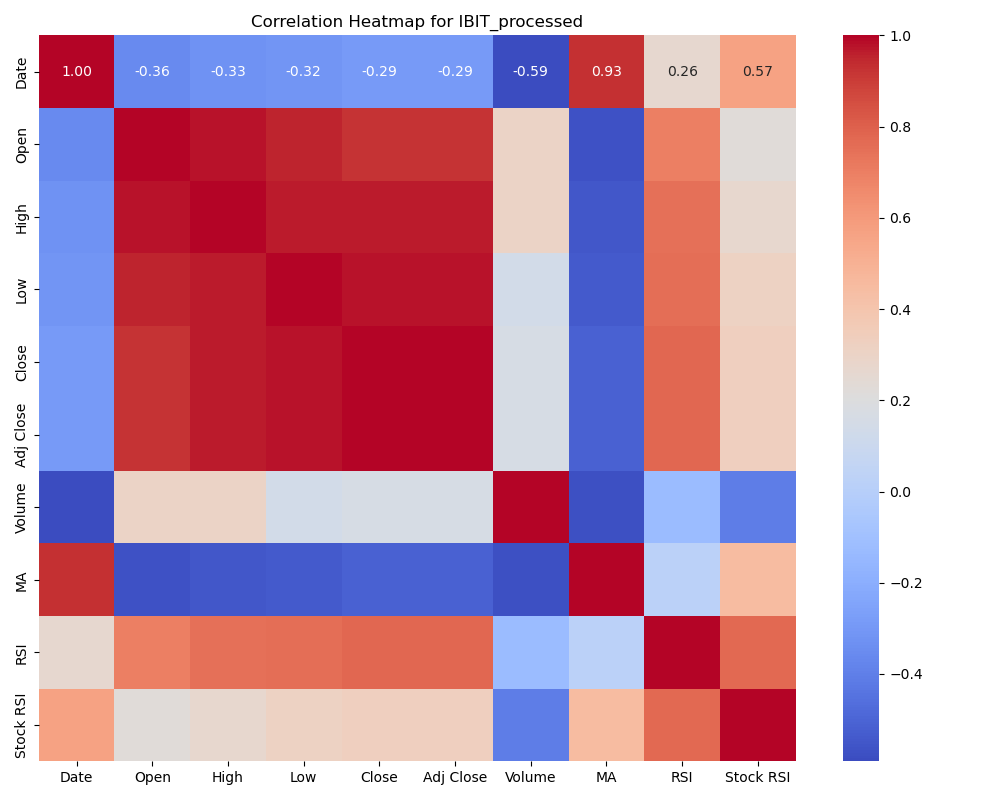 Correlation Heatmap for IBIT_processed
Date 1.00 -0.36 -0.33 -0.32 -0.29 -0.29 -0.59 0.93 0.26 0.57
Open
High
Low
Close
Adj Close
Volume
MA
RSI
Stock RSI
Date Open High Low Close Adj Close Volume MA RSI Stock RSI
1.0
0.8
0.6
0.4
0.2
0.0
−0.2
−0.4